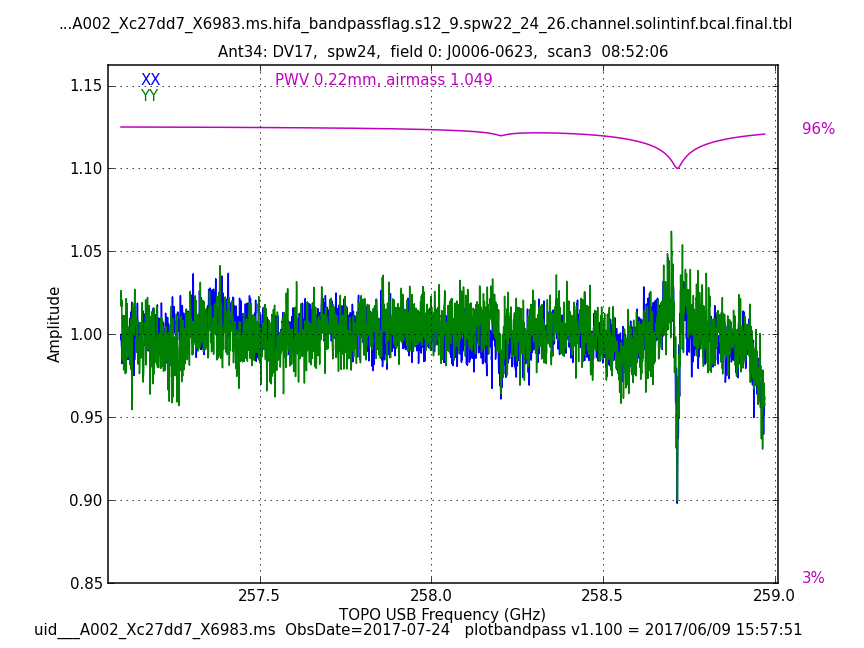 ...A002_Xc27dd7_X6983.ms.hifa_bandpassflag.s12_9.spw22_24_26.channel.solintinf.bcal.final.tbl
Ant34: DV17,  spw24,  field 0: J0006-0623,  scan3  08:52:06
XX
YY
PWV 0.22mm, airmass 1.049
96%
3%
1.15
1.10
1.05
1.00
0.95
0.90
0.85
Amplitude
257.5
258.0
258.5
259.0
TOPO USB Frequency (GHz)
uid___A002_Xc27dd7_X6983.ms  ObsDate=2017-07-24   plotbandpass v1.100 = 2017/06/09 15:57:51